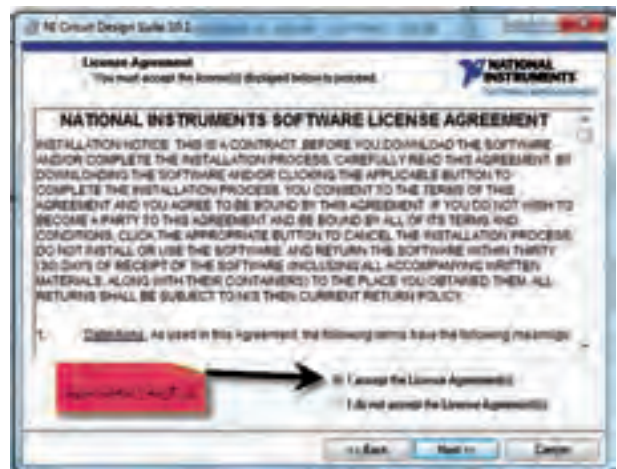 NI Circuit Design Suite 10.1
License Agreement
You must accept the license(s) displayed below to proceed.
NATIONAL INSTRUMENTS
NATIONAL INSTRUMENTS SOFTWARE LICENSE AGREEMENT
INSTALLATION NOTICE: THIS IS A CONTRACT. BEFORE YOU DOWNLOAD THE SOFTWARE
AND/OR COMPLETE THE INSTALLATION PROCESS, CAREFULLY READ THIS AGREEMENT. BY
DOWNLOADING THE SOFTWARE AND/OR CLICKING THE APPLICABLE BUTTON TO
COMPLETE THE INSTALLATION PROCESS, YOU CONSENT TO THE TERMS OF THIS
AGREEMENT AND YOU AGREE TO BE BOUND BY THIS AGREEMENT. IF YOU DO NOT WISH TO
BECOME A PARTY TO THIS AGREEMENT AND BE BOUND BY ALL OF ITS TERMS AND
CONDITIONS, CLICK THE APPROPRIATE BUTTON TO CANCEL THE INSTALLATION PROCESS,
DO NOT INSTALL OR USE THE SOFTWARE, AND RETURN THE SOFTWARE WITHIN THIRTY
(30) DAYS OF RECEIPT OF THE SOFTWARE (INCLUDING ALL ACCOMPANYING WRITTEN
MATERIALS, ALONG WITH THEIR CONTAINERS) TO THE PLACE YOU OBTAINED THEM. ALL
RETURNS SHALL BE SUBJECT TO NI'S THEN CURRENT RETURN POLICY.
1. Definitions. As used in this Agreement, the following terms have the following meanings:
I accept the License Agreement(s).
I do not accept the License Agreement(s).
<< Back Next >> Cancel